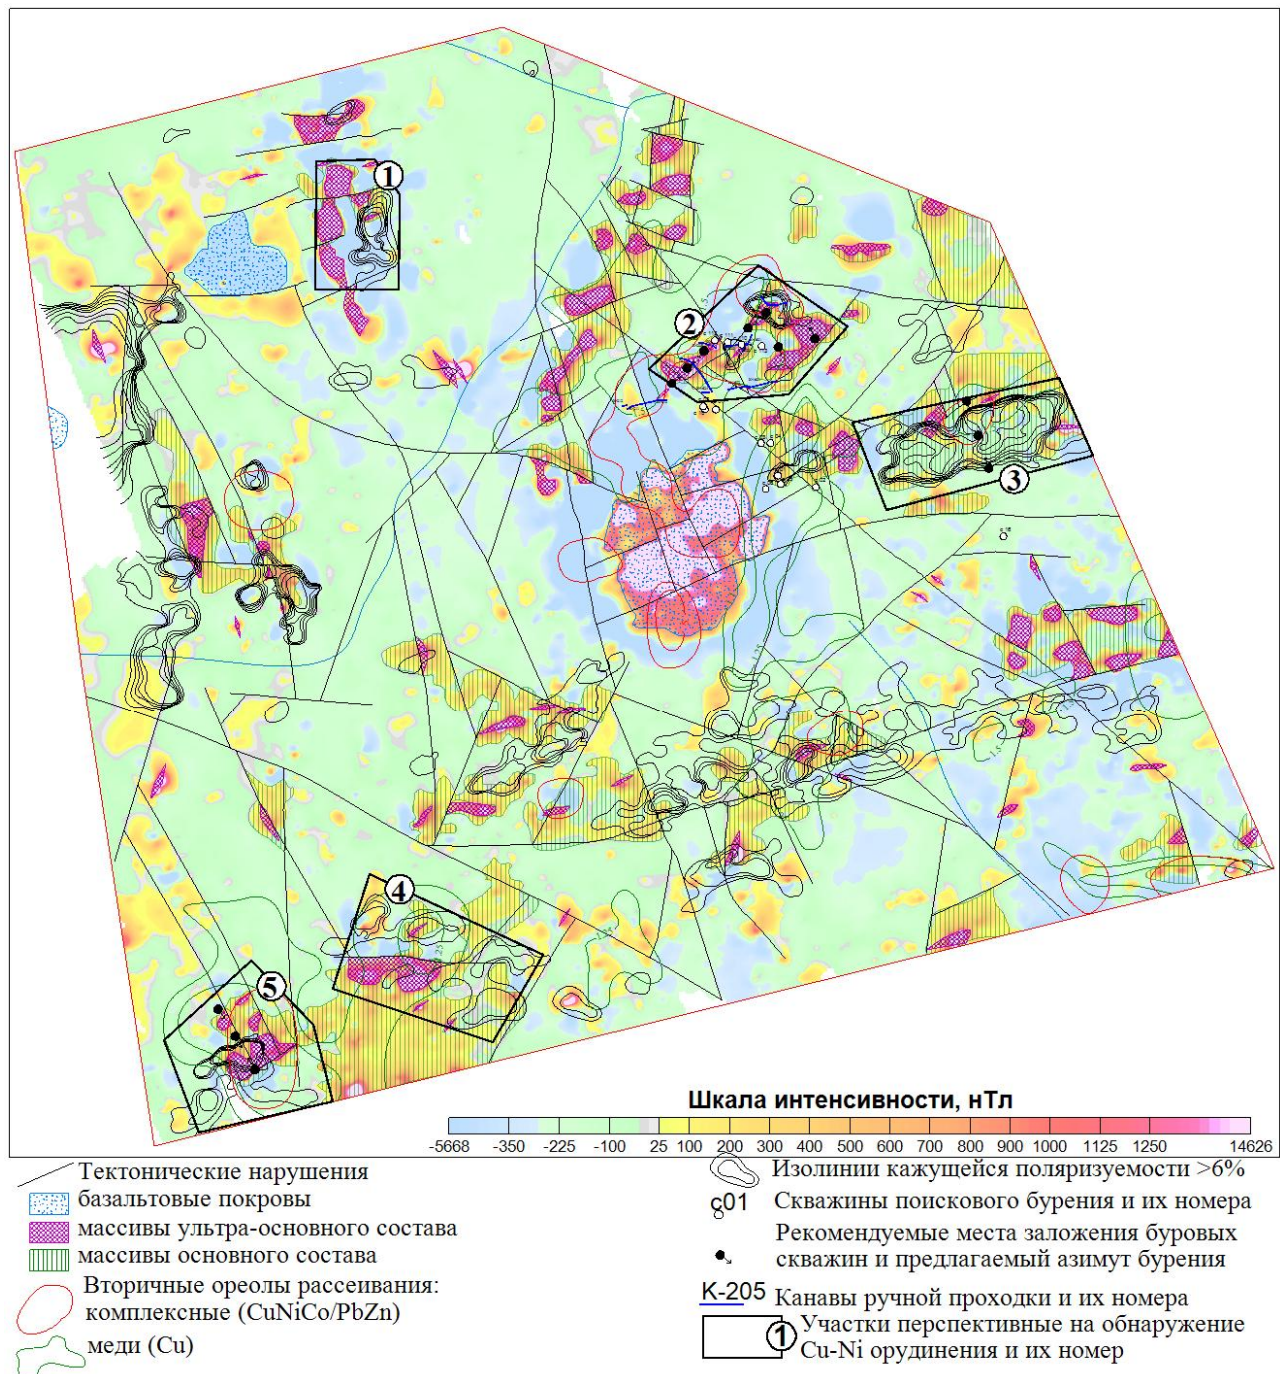 1
2
3
4
5
Шкала интенсивности, нТл
-5668 -350 -225 -100 25 100 200 300 400 500 600 700 800 900 1000 1125 1250 14626
Тектонические нарушения
базальтовые покровы
массивы ультра-основного состава
массивы основного состава
Вторичные ореолы рассеивания:
комплексные (CuNiCo/PbZn)
меди (Cu)
Изолинии кажущейся поляризуемости >6%
c01 Скважины поискового бурения и их номера
Рекомендуемые места заложения буровых
скважин и предлагаемый азимут бурения
К-205 Канавы ручной проходки и их номера
1 Участки перспективные на обнаружение
Cu-Ni орудинения и их номер